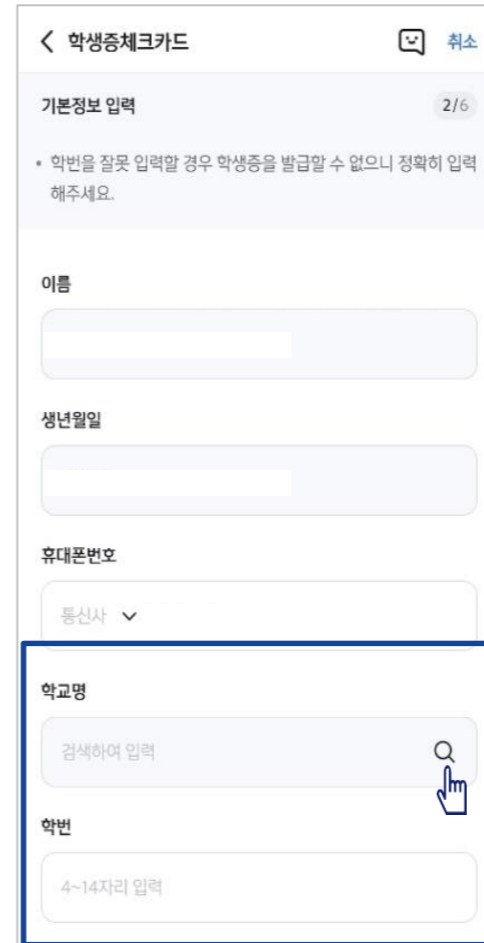 학생증체크카드
취소
기본정보 입력
2/6
• 학번을 잘못 입력할 경우 학생증을 발급할 수 없으니 정확히 입력
해주세요.
이름
생년월일
휴대폰번호
통신사
학교명
검색하여 입력
학번
4~14자리 입력